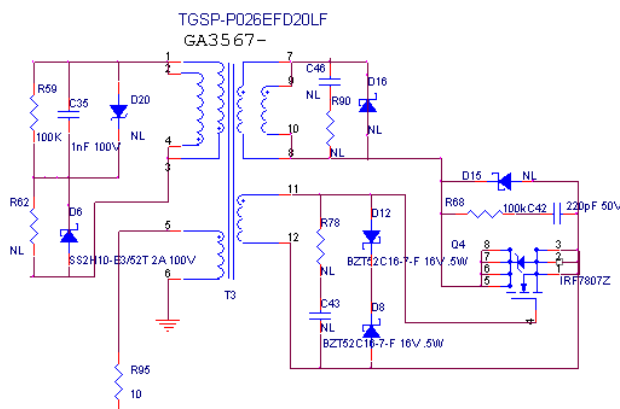 TGSP-P026EFD20LF
GA3567-
1
2
7
C46
D16
R59
C35
D20
9
NL
R90
100K
1nF 100V
NL
10
NL
NL
4
3
8
D15
NL
R62
D6
11
R68
100k
C42
220pF 50V
NL
5
R78
D12
Q4
8
7
6
5
3
2
1
12
SS2H10-E3/52T 2A 100V
NL
BZT52C16-7-F 16V .5W
IRF7807Z
6
T3
C43
D8
4
NL
BZT52C16-7-F 16V .5W
R95
10